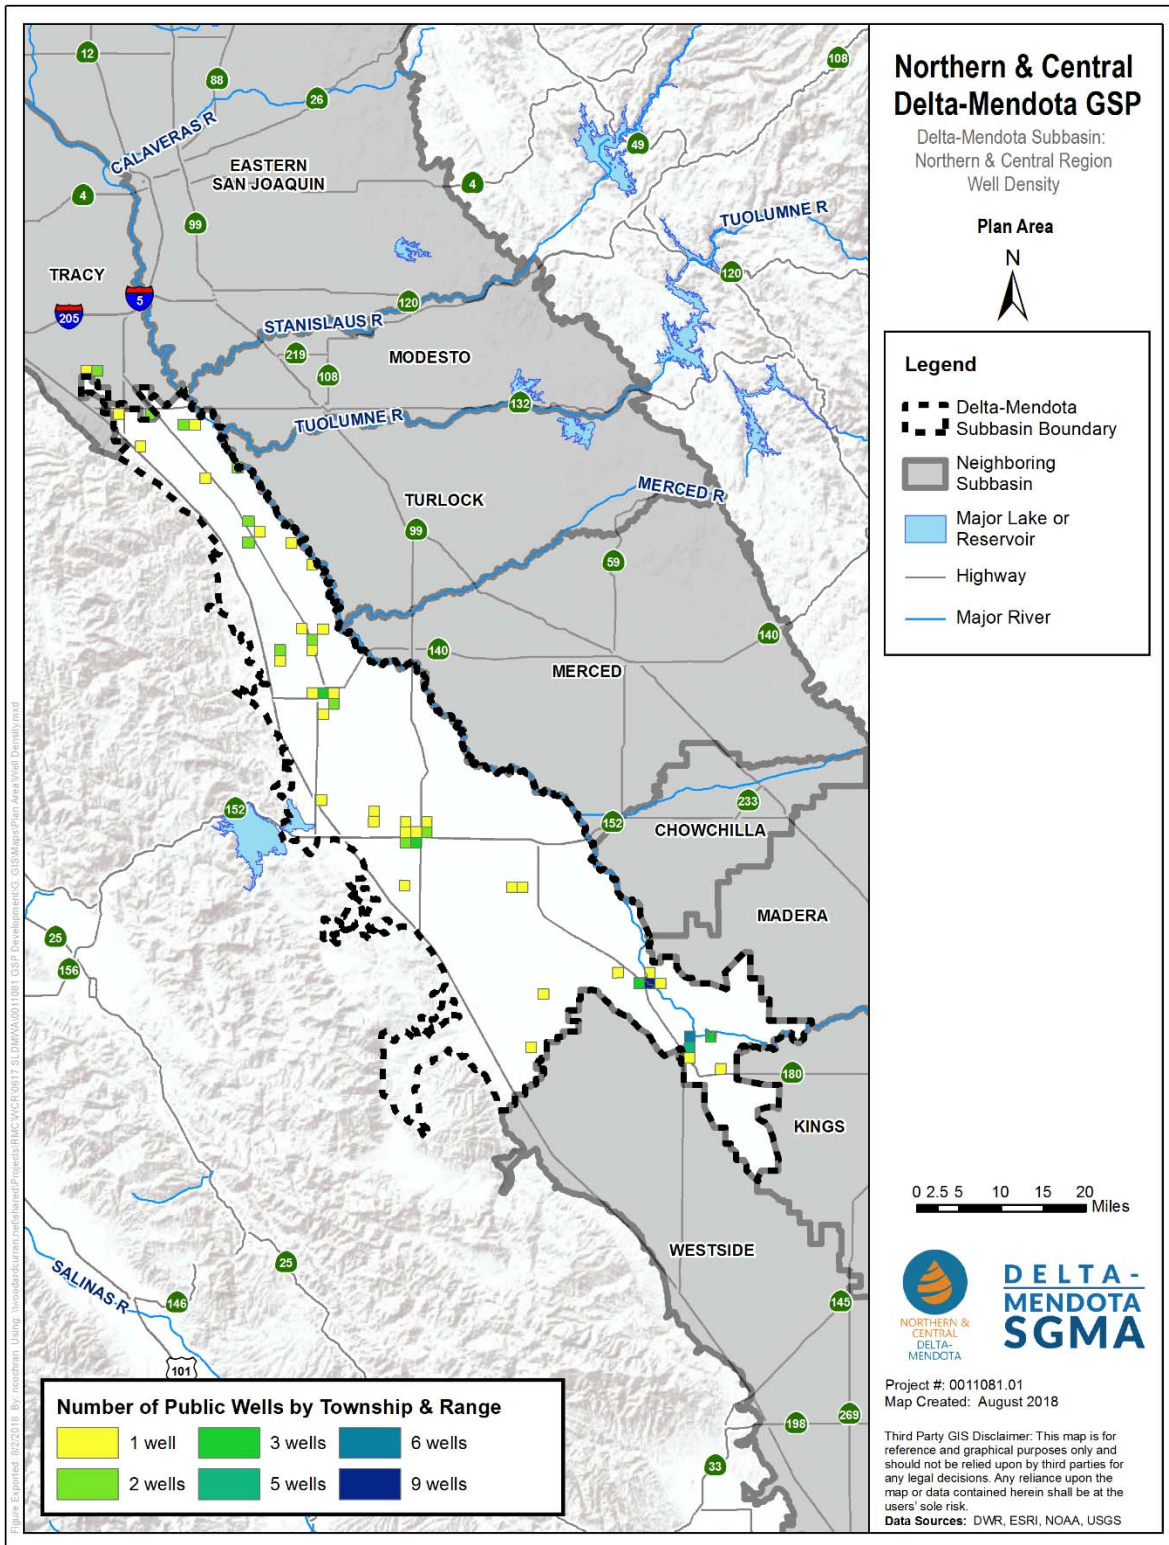 Northern & Central
Delta-Mendota GSP
Delta-Mendota Subbasin:
Northern & Central Region
Well Density
Plan Area
N
Legend
Delta-Mendota
Subbasin Boundary
Neighboring
Subbasin
Major Lake or
Reservoir
Highway
Major River
12
88
26
108
CALAVERAS R
EASTERN
SAN JOAQUIN
49
4
4
99
TUOLUMNE R
TRACY
120
5
205
120
STANISLAUS R
219
MODESTO
108
132
TUOLUMNE R
MERCED R
TURLOCK
99
59
140
140
MERCED
152
233
152
CHOWCHILLA
MADERA
25
156
180
KINGS
WESTSIDE
25
SALINAS R
146
145
101
198
269
33
0 2.5 5 10 15 20
Miles
NORTHERN &
CENTRAL
DELTA-
MENDOTA
DELTA-
MENDOTA
SGMA
Project #: 0011081.01
Map Created: August 2018
Third Party GIS Disclaimer: This map is for
reference and graphical purposes only and
should not be relied upon by third parties for
any legal decisions. Any reliance upon the
map or data contained herein shall be at the
users' sole risk.
Data Sources: DWR, ESRI, NOAA, USGS
Number of Public Wells by Township & Range
1 well
3 wells
6 wells
2 wells
5 wells
9 wells